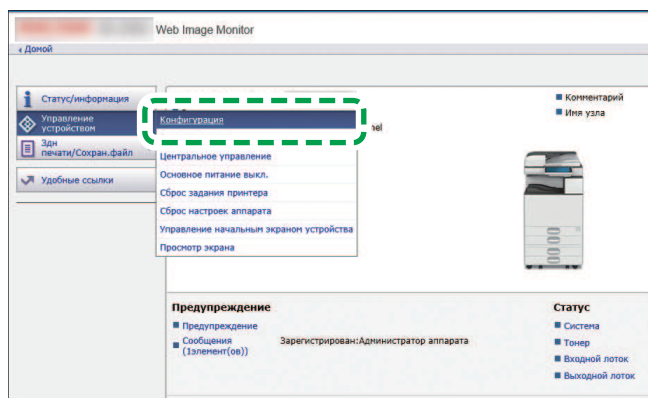 Web Image Monitor
Домой
Статус/информация
Управление
устройством
Здн
печати/Сохран.файл
Удобные ссылки
Конфигурация
Центральное управление
Основное питание выкл.
Сброс задания принтера
Сброс настроек аппарата
Управление начальным экраном устройства
Просмотр экрана
Комментарий
Имя узла
Предупреждение
Предупреждение
Сообщения
(1элемент(ов))
Зарегистрирован:Администратор аппарата
Статус
Система
Тонер
Входной лоток
Выходной лоток